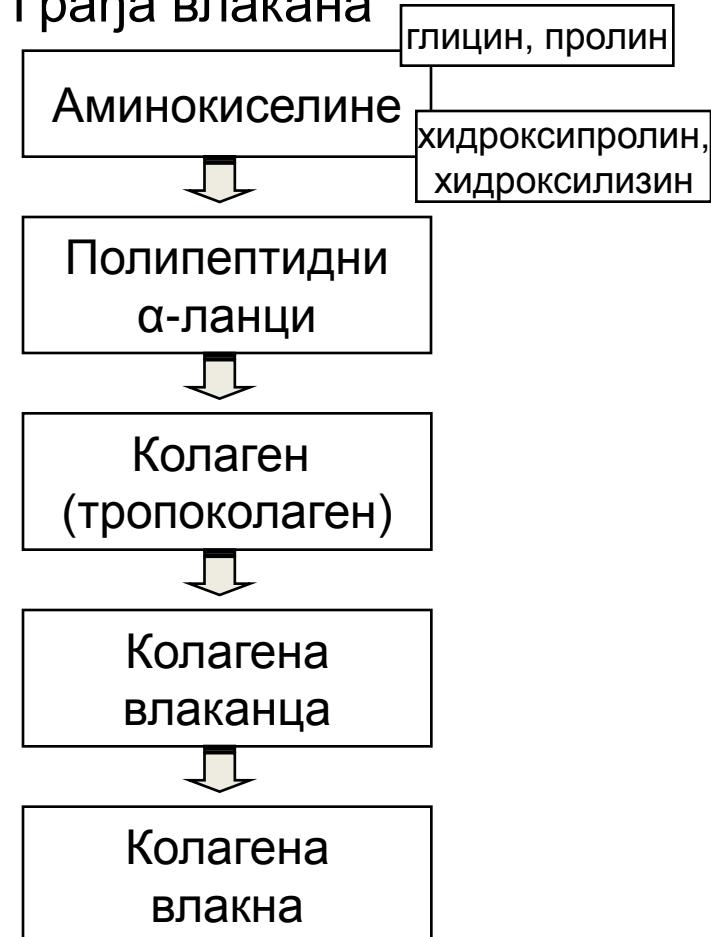 Грађа влакана
глицин, пролин
Аминокиселине
хидроксипролин,
хидроксилизин
Полипептидни
α-ланци
Колаген
(тропоколаген)
Колагена
влаканца
Колагена
влакна